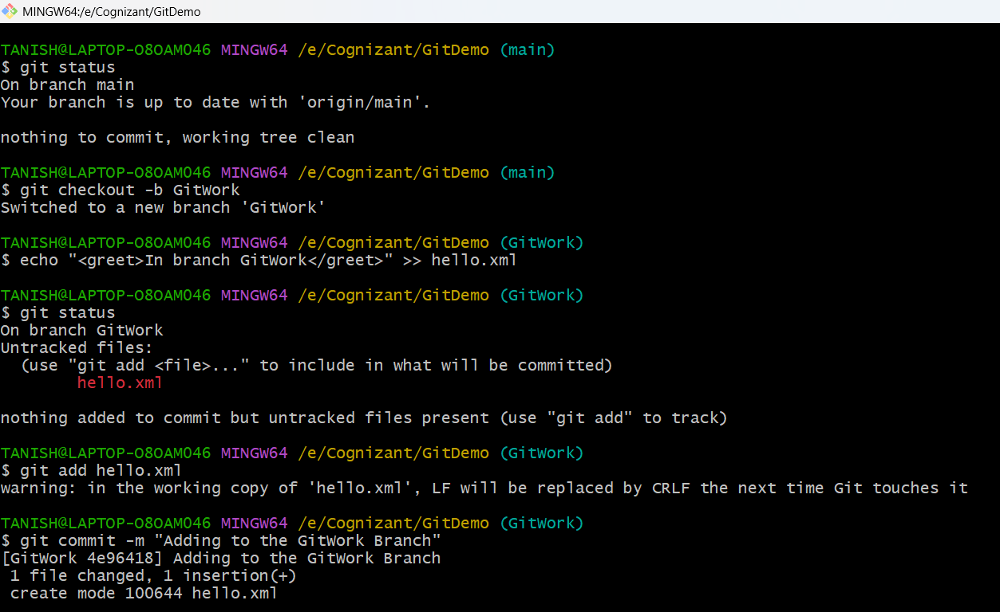 MINGW64:/e/Cognizant/GitDemo
TANISH@LAPTOP-O8OAMO46 MINGW64 /e/Cognizant/GitDemo (main)
$ git status
On branch main
Your branch is up to date with 'origin/main'.
nothing to commit, working tree clean
TANISH@LAPTOP-O8OAMO46 MINGW64 /e/Cognizant/GitDemo (main)
$ git checkout -b GitWork
Switched to a new branch 'GitWork'
TANISH@LAPTOP-O8OAMO46 MINGW64 /e/Cognizant/GitDemo (GitWork)
$ echo "<greet>In branch GitWork</greet>" >> hello.xml
TANISH@LAPTOP-O8OAMO46 MINGW64 /e/Cognizant/GitDemo (GitWork)
$ git status
On branch GitWork
Untracked files:
  (use "git add <file>..." to include in what will be committed)
        hello.xml
nothing added to commit but untracked files present (use "git add" to track)
TANISH@LAPTOP-O8OAMO46 MINGW64 /e/Cognizant/GitDemo (GitWork)
$ git add hello.xml
warning: in the working copy of 'hello.xml', LF will be replaced by CRLF the next time Git touches it
TANISH@LAPTOP-O8OAMO46 MINGW64 /e/Cognizant/GitDemo (GitWork)
$ git commit -m "Adding to the GitWork Branch"
[GitWork 4e96418] Adding to the GitWork Branch
 1 file changed, 1 insertion(+)
 create mode 100644 hello.xml